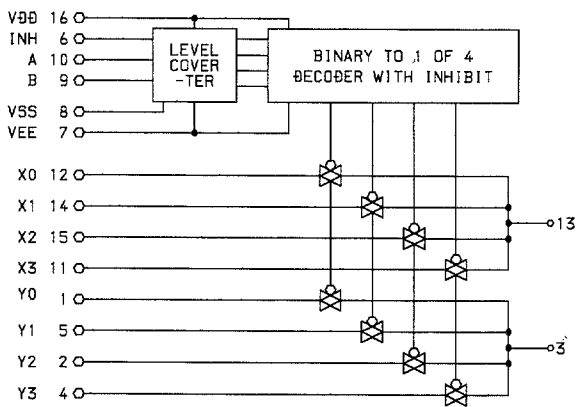 VDD 16
INH 6
A 10
B 9
VSS 8
VEE 7
LEVEL
COVER
-TER
BINARY TO 1 OF 4
DECODER WITH INHIBIT
X0 12
X1 14
X2 15
X3 11
13
Y0 1
Y1 5
Y2 2
Y3 4
3